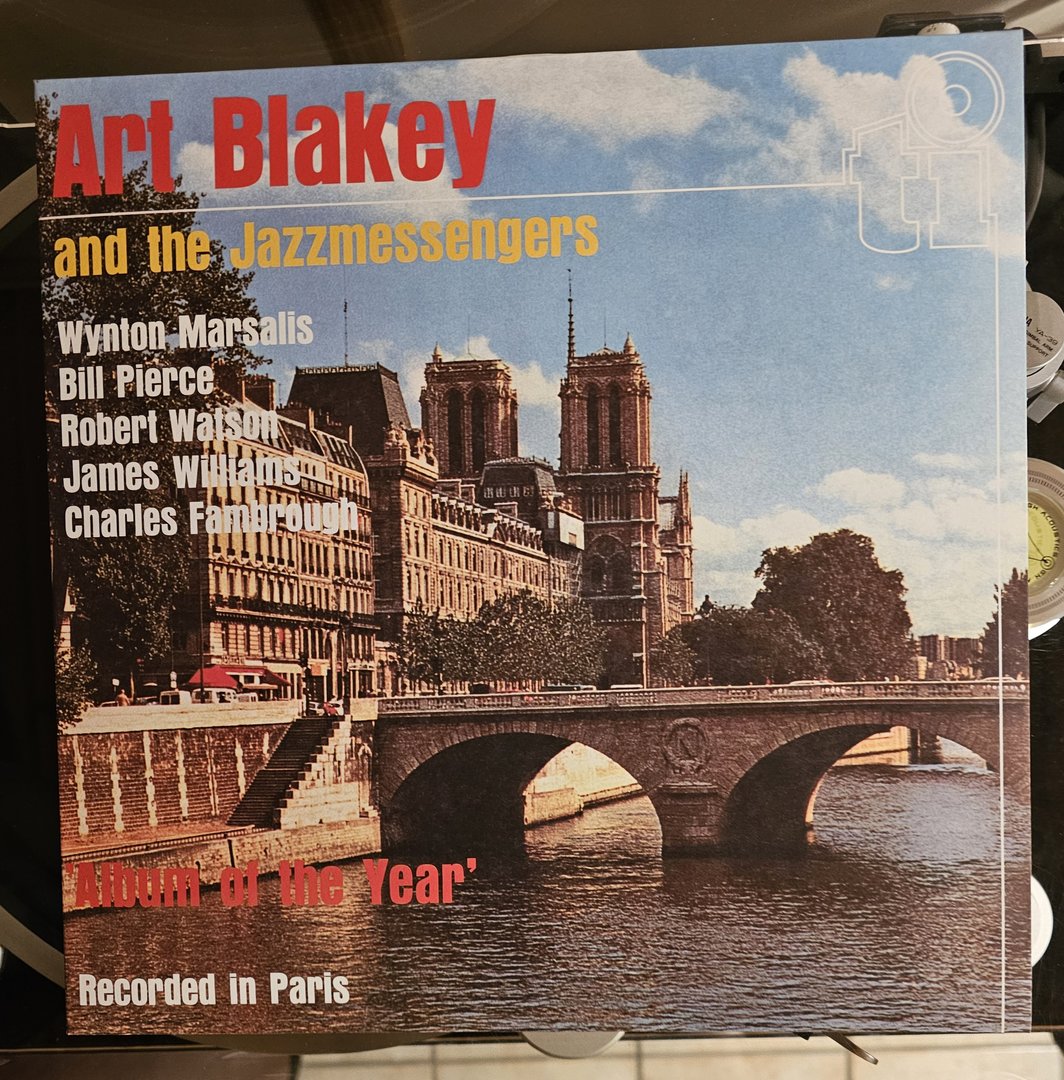 Art Blakey
and the Jazzmessengers
ti
Wynton Marsalis
Bill Pierce
Robert Watson
James Williams
Charles Fambrough
'Album of the Year'
Recorded in Paris